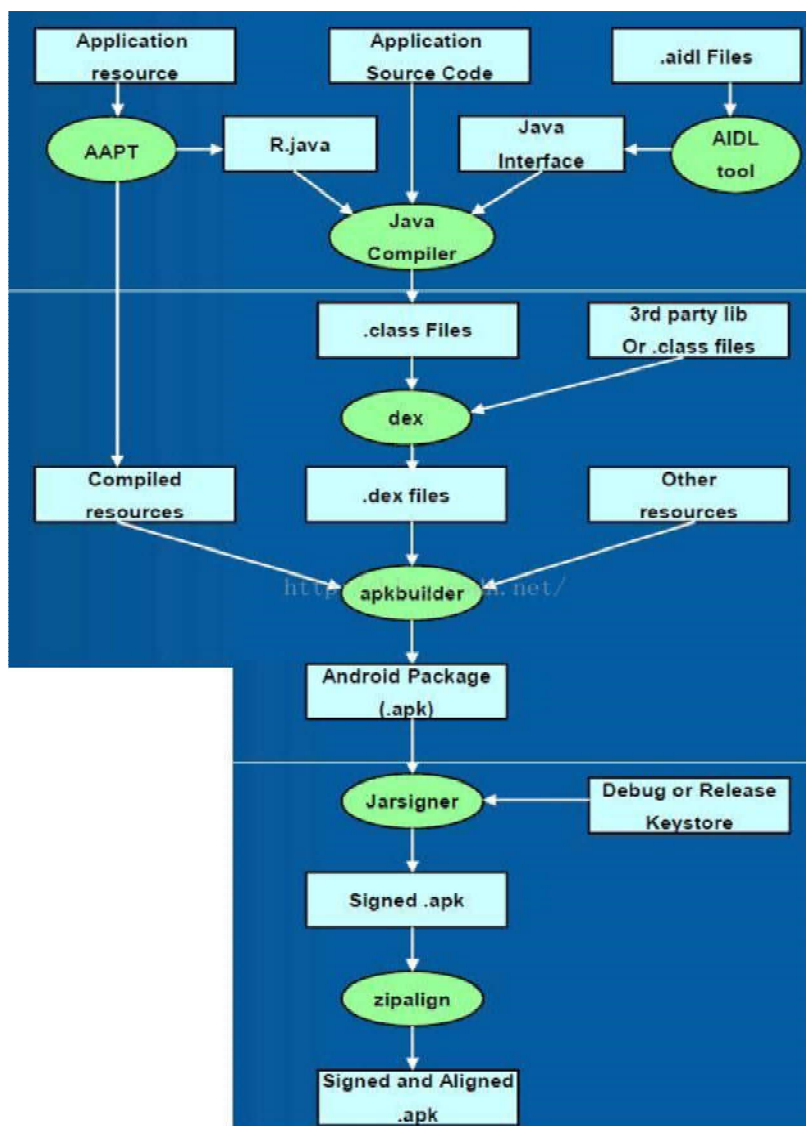 Application
resource
Application
Source Code
.aidl Files
AAPT
R.java
Java
Interface
AIDL
tool
Java
Compiler
.class Files
3rd party lib
Or .class files
dex
Compiled
resources
.dex files
Other
resources
apkbuilder
Android Package
(.apk)
Jarsigner
Debug or Release
Keystore
Signed .apk
zipalign
Signed and Aligned
.apk